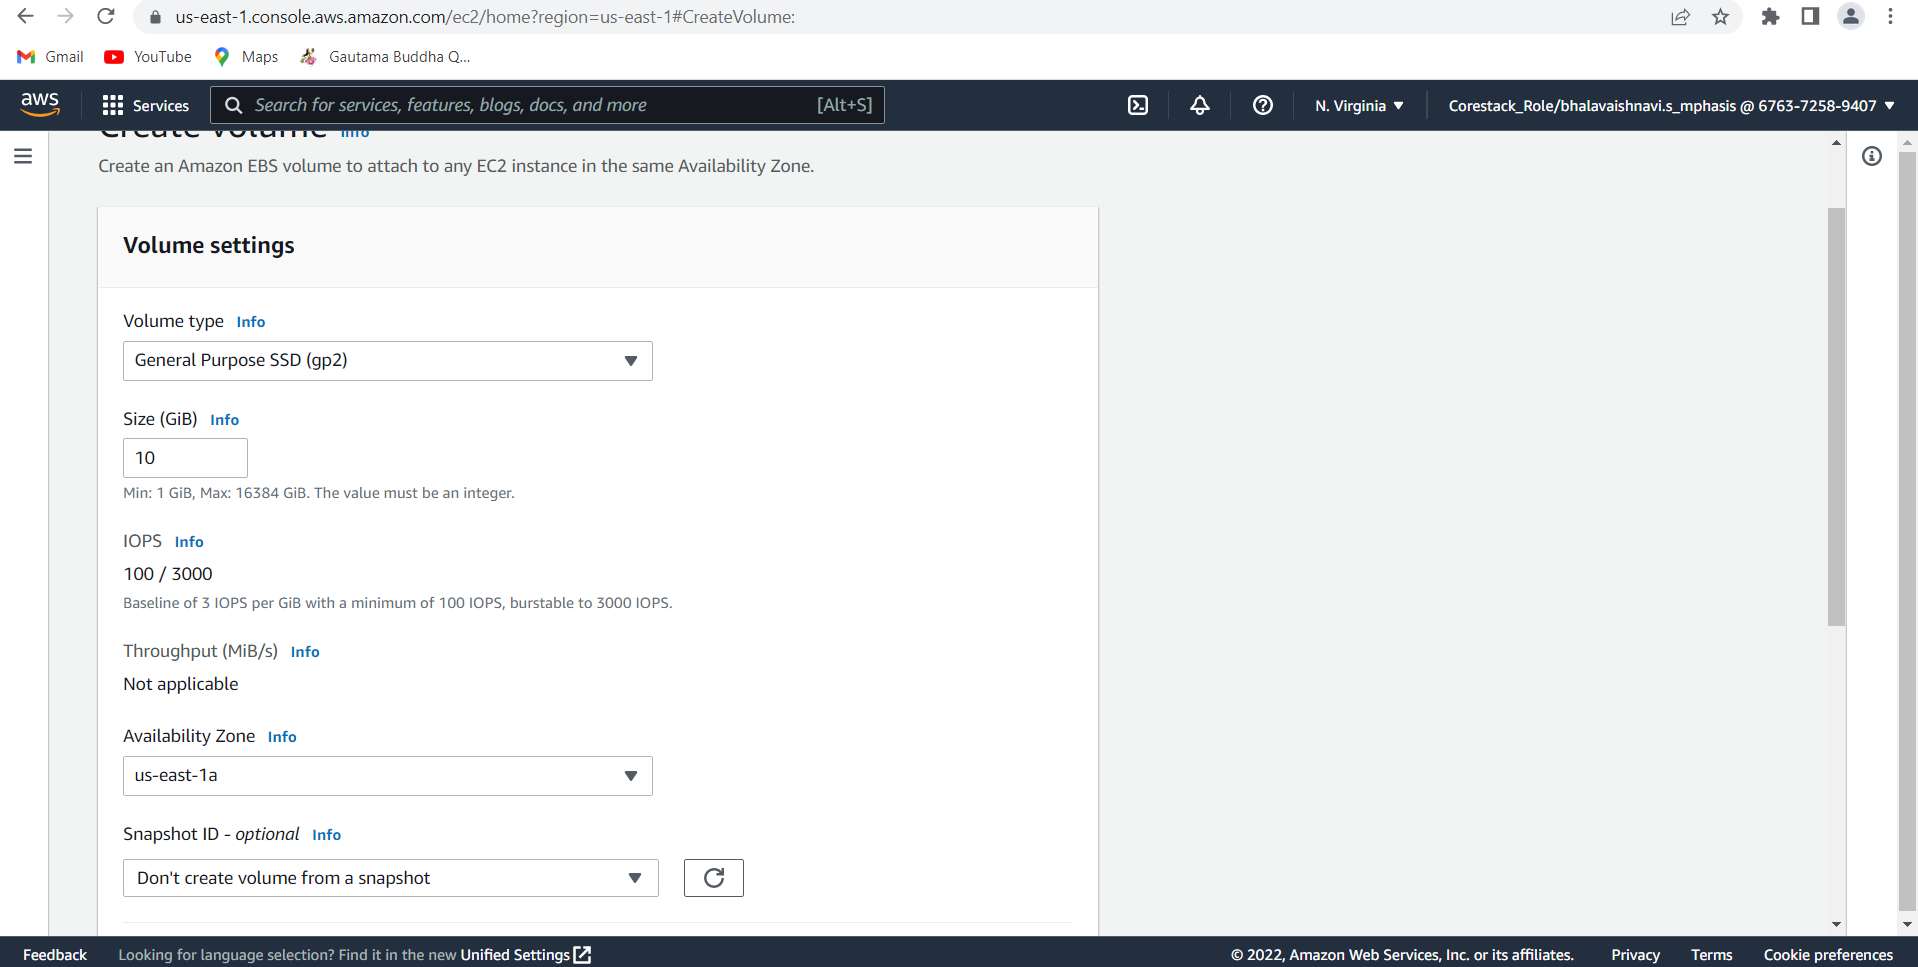 us-east-1.console.aws.amazon.com/ec2/home?region=us-east-1#CreateVolume:
Gmail YouTube Maps Gautama Buddha Q...
aws Services Search for services, features, blogs, docs, and more [Alt+S] N. Virginia ▼ Corestack_Role/bhalavaishnavi.s_mphasis @ 6763-7258-9407 ▼
Create volume Info
Create an Amazon EBS volume to attach to any EC2 instance in the same Availability Zone.
Volume settings
Volume type Info
General Purpose SSD (gp2)
Size (GiB) Info
10
Min: 1 GiB, Max: 16384 GiB. The value must be an integer.
IOPS Info
100 / 3000
Baseline of 3 IOPS per GiB with a minimum of 100 IOPS, burstable to 3000 IOPS.
Throughput (MiB/s) Info
Not applicable
Availability Zone Info
us-east-1a
Snapshot ID - optional Info
Don't create volume from a snapshot
Feedback Looking for language selection? Find it in the new Unified Settings © 2022, Amazon Web Services, Inc. or its affiliates. Privacy Terms Cookie preferences